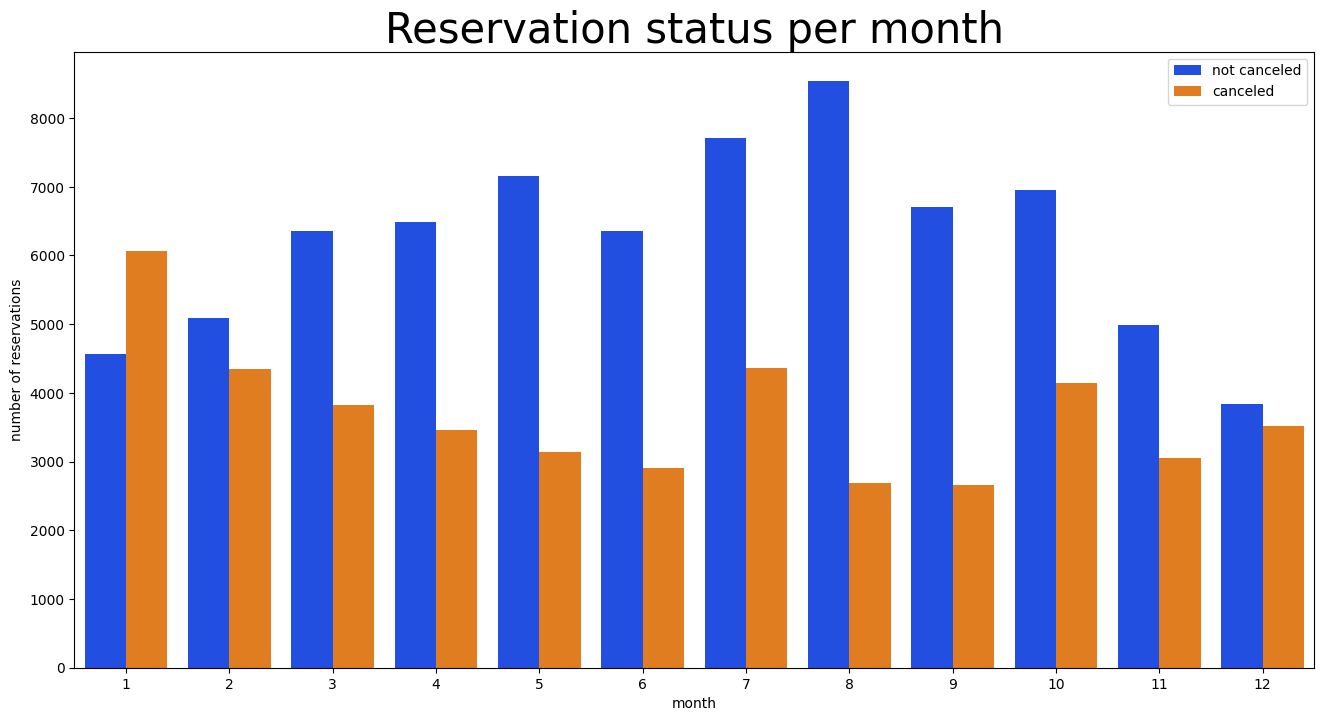 Reservation status per month
not canceled
canceled
8000
7000
6000
5000
4000
3000
2000
1000
0
number of reservations
1 2 3 4 5 6 7 8 9 10 11 12
month